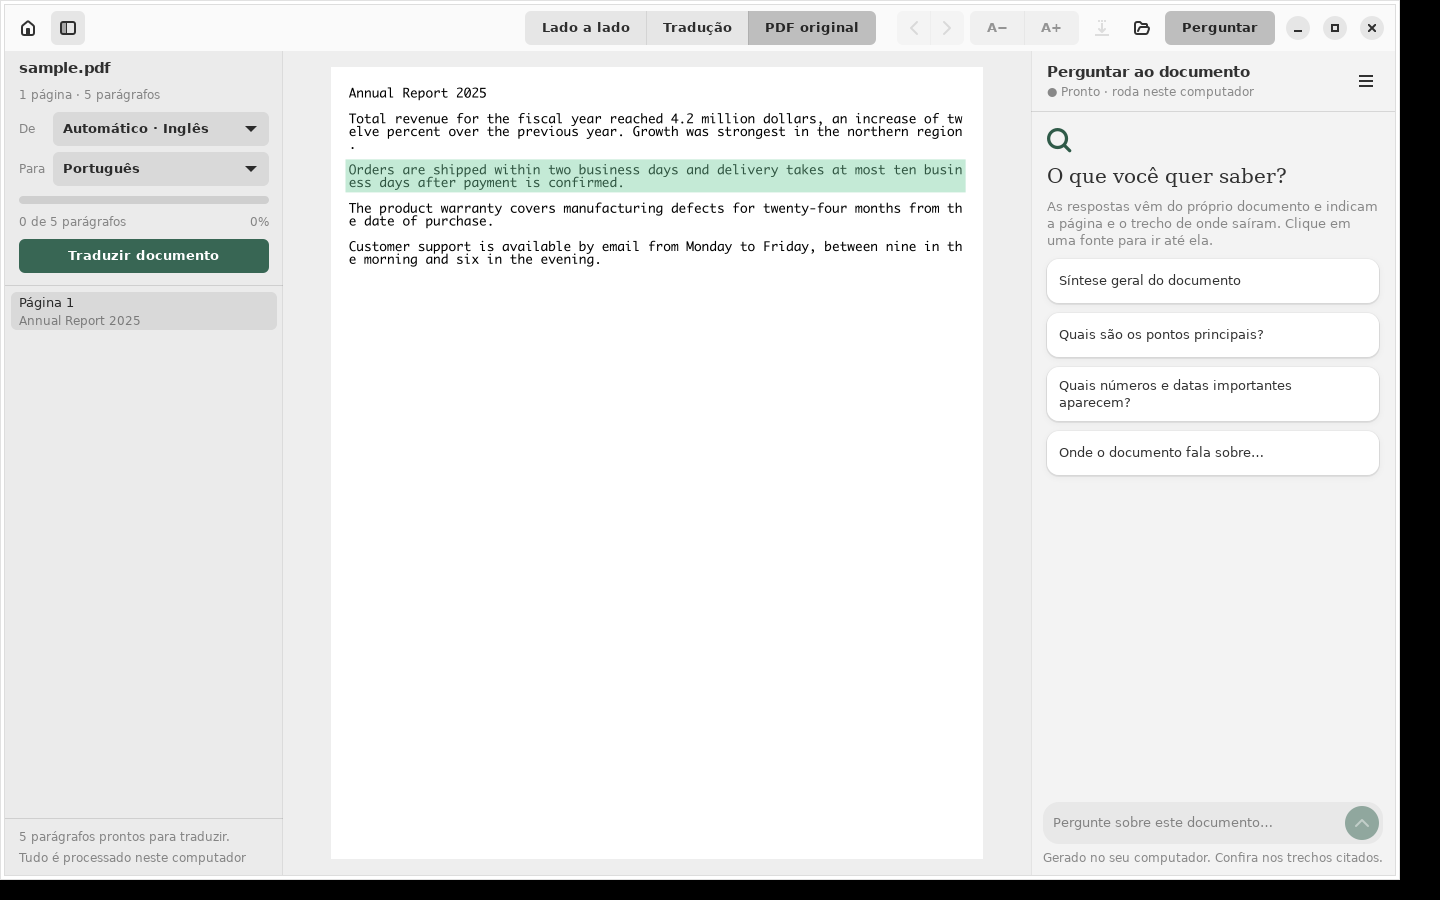 Lado a lado
Tradução
PDF original
A−
A+
Perguntar
sample.pdf
1 página · 5 parágrafos
De
Automático · Inglês
Para
Português
0 de 5 parágrafos
0%
Traduzir documento
Página 1
Annual Report 2025
5 parágrafos prontos para traduzir.
Tudo é processado neste computador
Annual Report 2025
Total revenue for the fiscal year reached 4.2 million dollars, an increase of tw
elve percent over the previous year. Growth was strongest in the northern region
.
Orders are shipped within two business days and delivery takes at most ten busin
ess days after payment is confirmed.
The product warranty covers manufacturing defects for twenty-four months from th
e date of purchase.
Customer support is available by email from Monday to Friday, between nine in th
e morning and six in the evening.
Perguntar ao documento
Pronto · roda neste computador
O que você quer saber?
As respostas vêm do próprio documento e indicam
a página e o trecho de onde saíram. Clique em
uma fonte para ir até ela.
Síntese geral do documento
Quais são os pontos principais?
Quais números e datas importantes
aparecem?
Onde o documento fala sobre…
Pergunte sobre este documento…
Gerado no seu computador. Confira nos trechos citados.